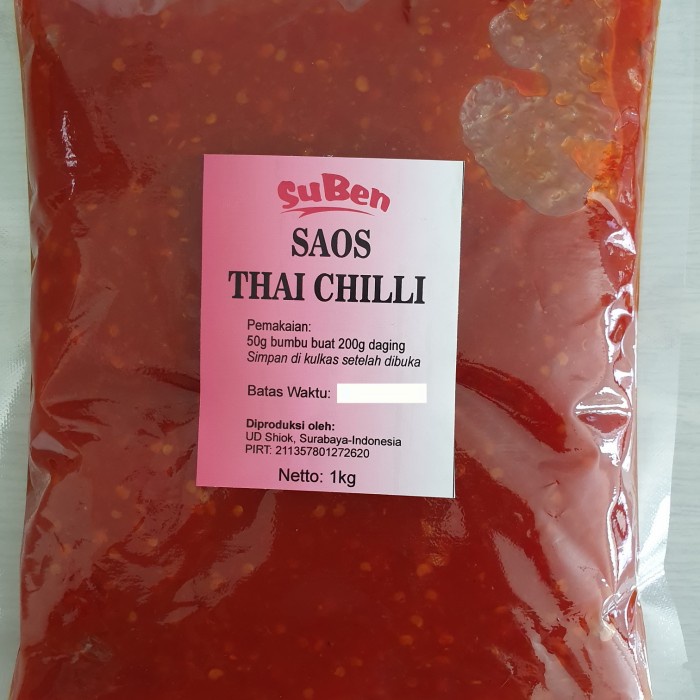 SuBen
SAOS
THAI CHILLI
Pemakaian:
50g bumbu buat 200g daging
Simpan di kulkas setelah dibuka
Batas Waktu:
Diproduksi oleh:
UD Shiok, Surabaya-Indonesia
PIRT: 211357801272620
Netto: 1kg